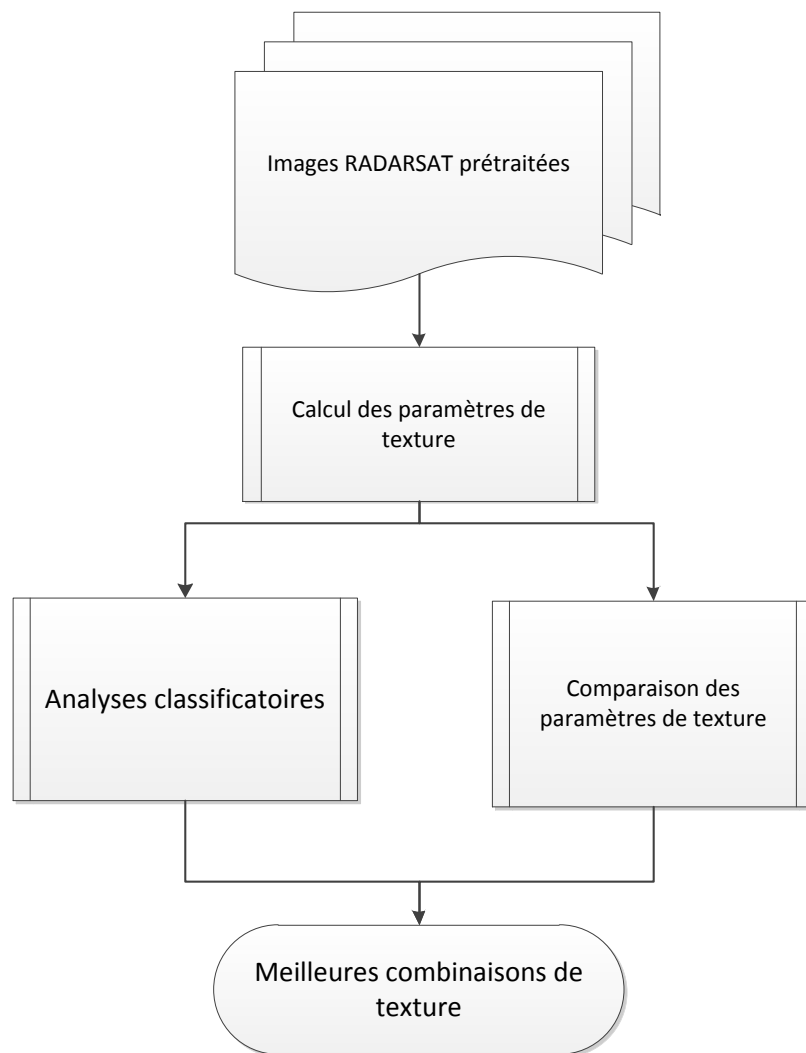 Images RADARSAT prétraitées
Calcul des paramètres de
texture
Analyses classificatoires
Comparaison des
paramètres de texture
Meilleures combinaisons de
texture